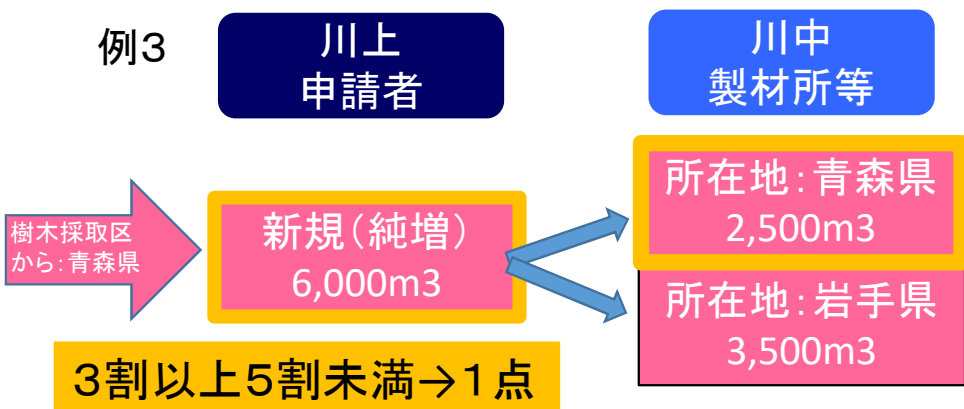 例3
川上
申請者
川中
製材所等
樹木採取区
から：青森県
新規（純増）
6,000m3
所在地：青森県
2,500m3
所在地：岩手県
3,500m3
３割以上５割未満→１点